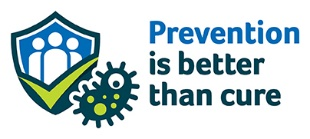 Prevention
is better
than cure